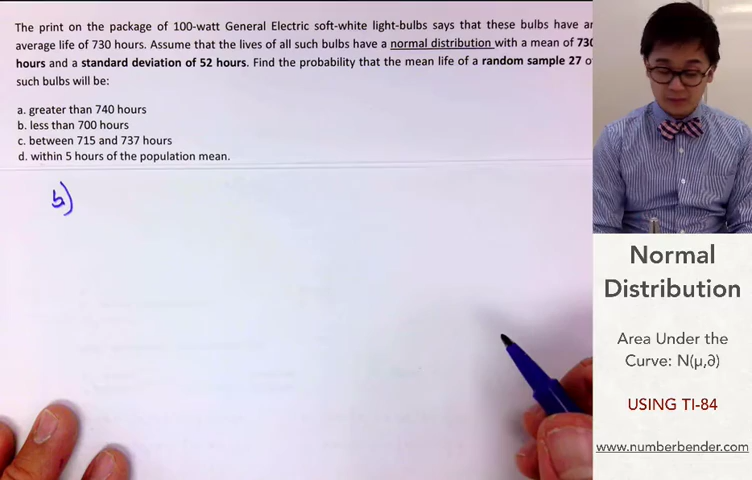 The print on the package of 100-watt General Electric soft-white light-bulbs says that these bulbs have an
average life of 730 hours. Assume that the lives of all such bulbs have a normal distribution with a mean of 730
hours and a standard deviation of 52 hours. Find the probability that the mean life of a random sample 27 o
such bulbs will be:
a. greater than 740 hours
b. less than 700 hours
c. between 715 and 737 hours
d. within 5 hours of the population mean.
b)
Normal
Distribution
Area Under the
Curve: N(μ,∂)
USING TI-84
www.numberbender.com